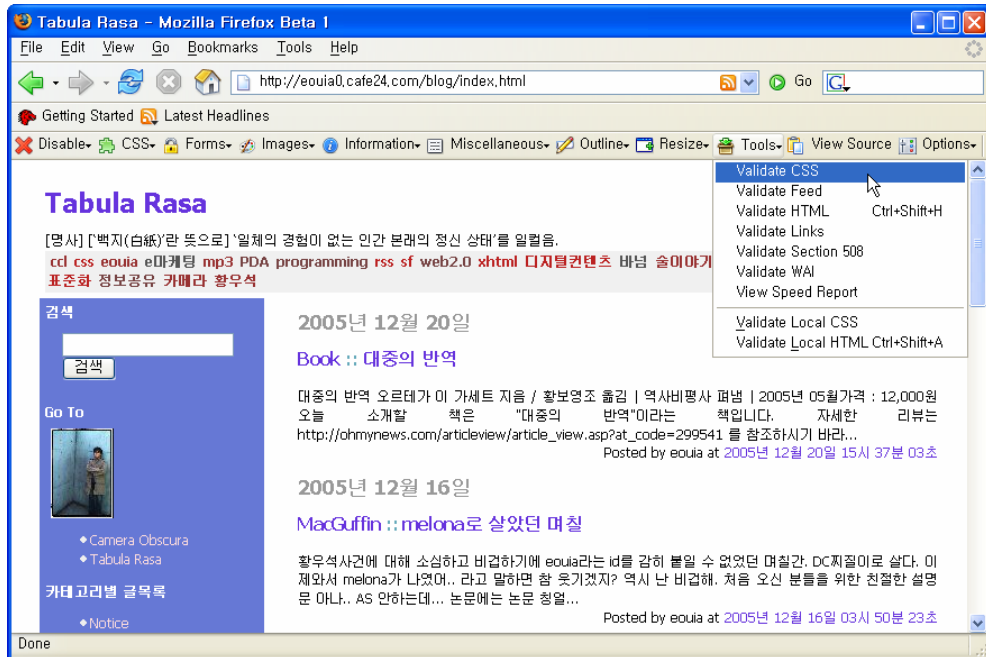 Tabula Rasa - Mozilla Firefox Beta 1
File Edit View Go Bookmarks Tools Help
http://eouia0.cafe24.com/blog/index.html Go
Getting Started Latest Headlines
Disable CSS Forms Images Information Miscellaneous Outline Resize Tools View Source Options
Validate CSS
Validate Feed
Validate HTML Ctrl+Shift+H
Validate Links
Validate Section 508
Validate WAI
View Speed Report
Validate Local CSS
Validate Local HTML Ctrl+Shift+A
Tabula Rasa
[명사] ['백지(白紙)'란 뜻으로] '일체의 경험이 없는 인간 본래의 정신 상태'를 일컬음.
ccl css eouia e마케팅 mp3 PDA programming rss sf web2.0 xhtml 디지털컨텐츠 바넘 술이야기
표준화 정보공유 카메라 황우석
검색
검색
Go To
Camera Obscura
Tabula Rasa
카테고리별 글목록
Notice
2005년 12월 20일
Book :: 대중의 반역
대중의 반역 오르테가 이 가세트 지음 / 황보영조 옮김 | 역사비평사 펴냄 | 2005년 05월가격 : 12,000원
오늘 소개할 책은 "대중의 반역"이라는 책입니다. 자세한 리뷰는
http://ohmynews.com/articleview/article_view.asp?at_code=299541 를 참조하시기 바라...
Posted by eouia at 2005년 12월 20일 15시 37분 03초
2005년 12월 16일
MacGuffin :: melona로 살았던 며칠
황우석사건에 대해 소심하고 비겁하기에 eouia라는 id를 감히 붙일 수 없었던 며칠간. DC찌질이로 살다. 이
제와서 melona가 나였어.. 라고 말하면 참 웃기겠지? 역시 난 비겁해. 처음 오신 분들을 위한 친절한 설명
문 아냐.. AS 안하는데... 논문에는 논문 칭얼...
Posted by eouia at 2005년 12월 16일 03시 50분 23초
Done